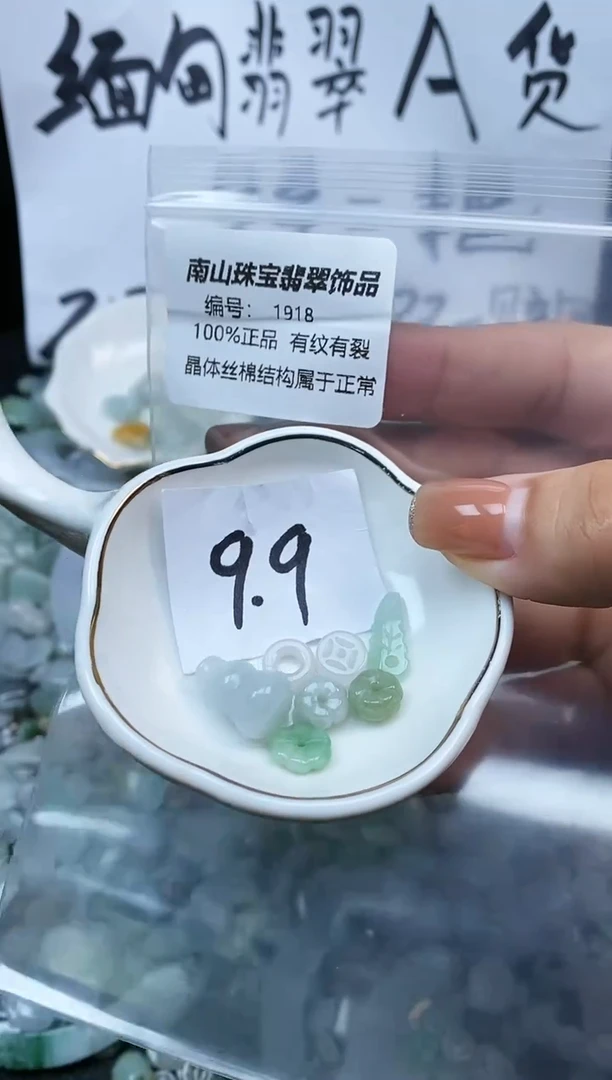 缅甸翡翠A货
南山珠宝翡翠饰品
编号： 1918
100%正品 有纹有裂
晶体丝棉结构属于正常
9.9